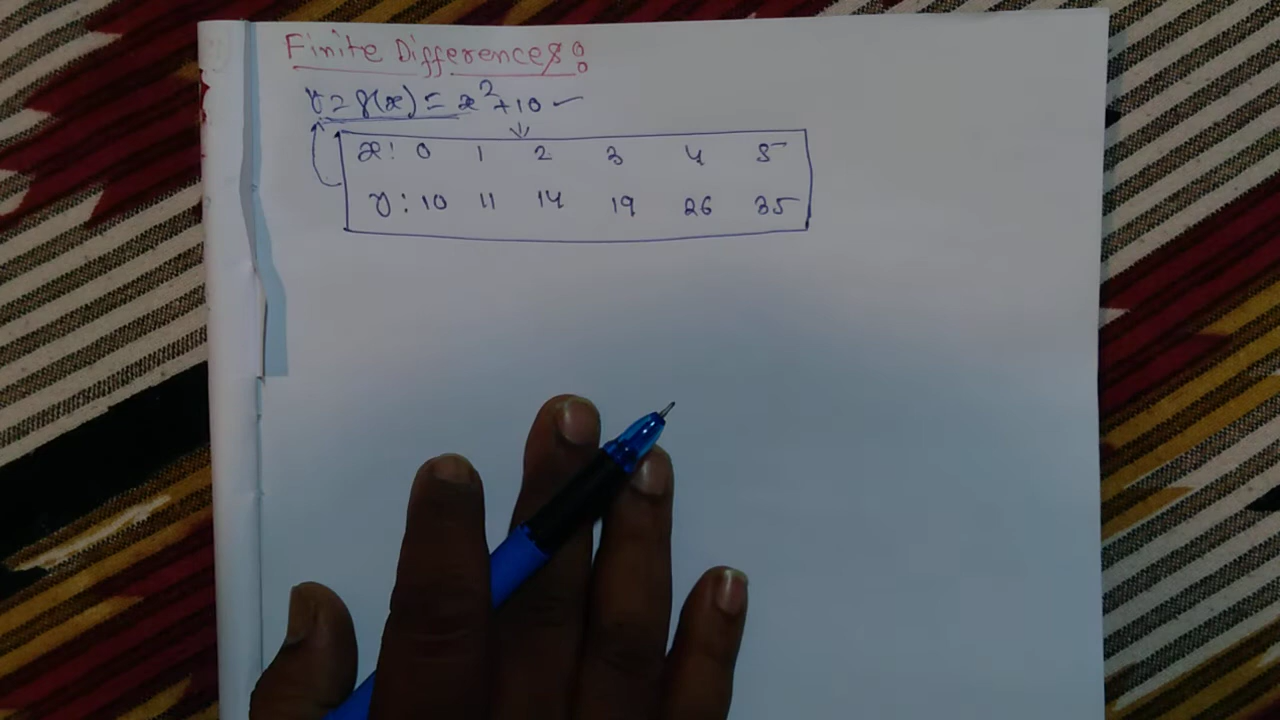 Finite Differences:
y = f(x) = x²+10
x: 0 1 2 3 4 5
y: 10 11 14 19 26 35